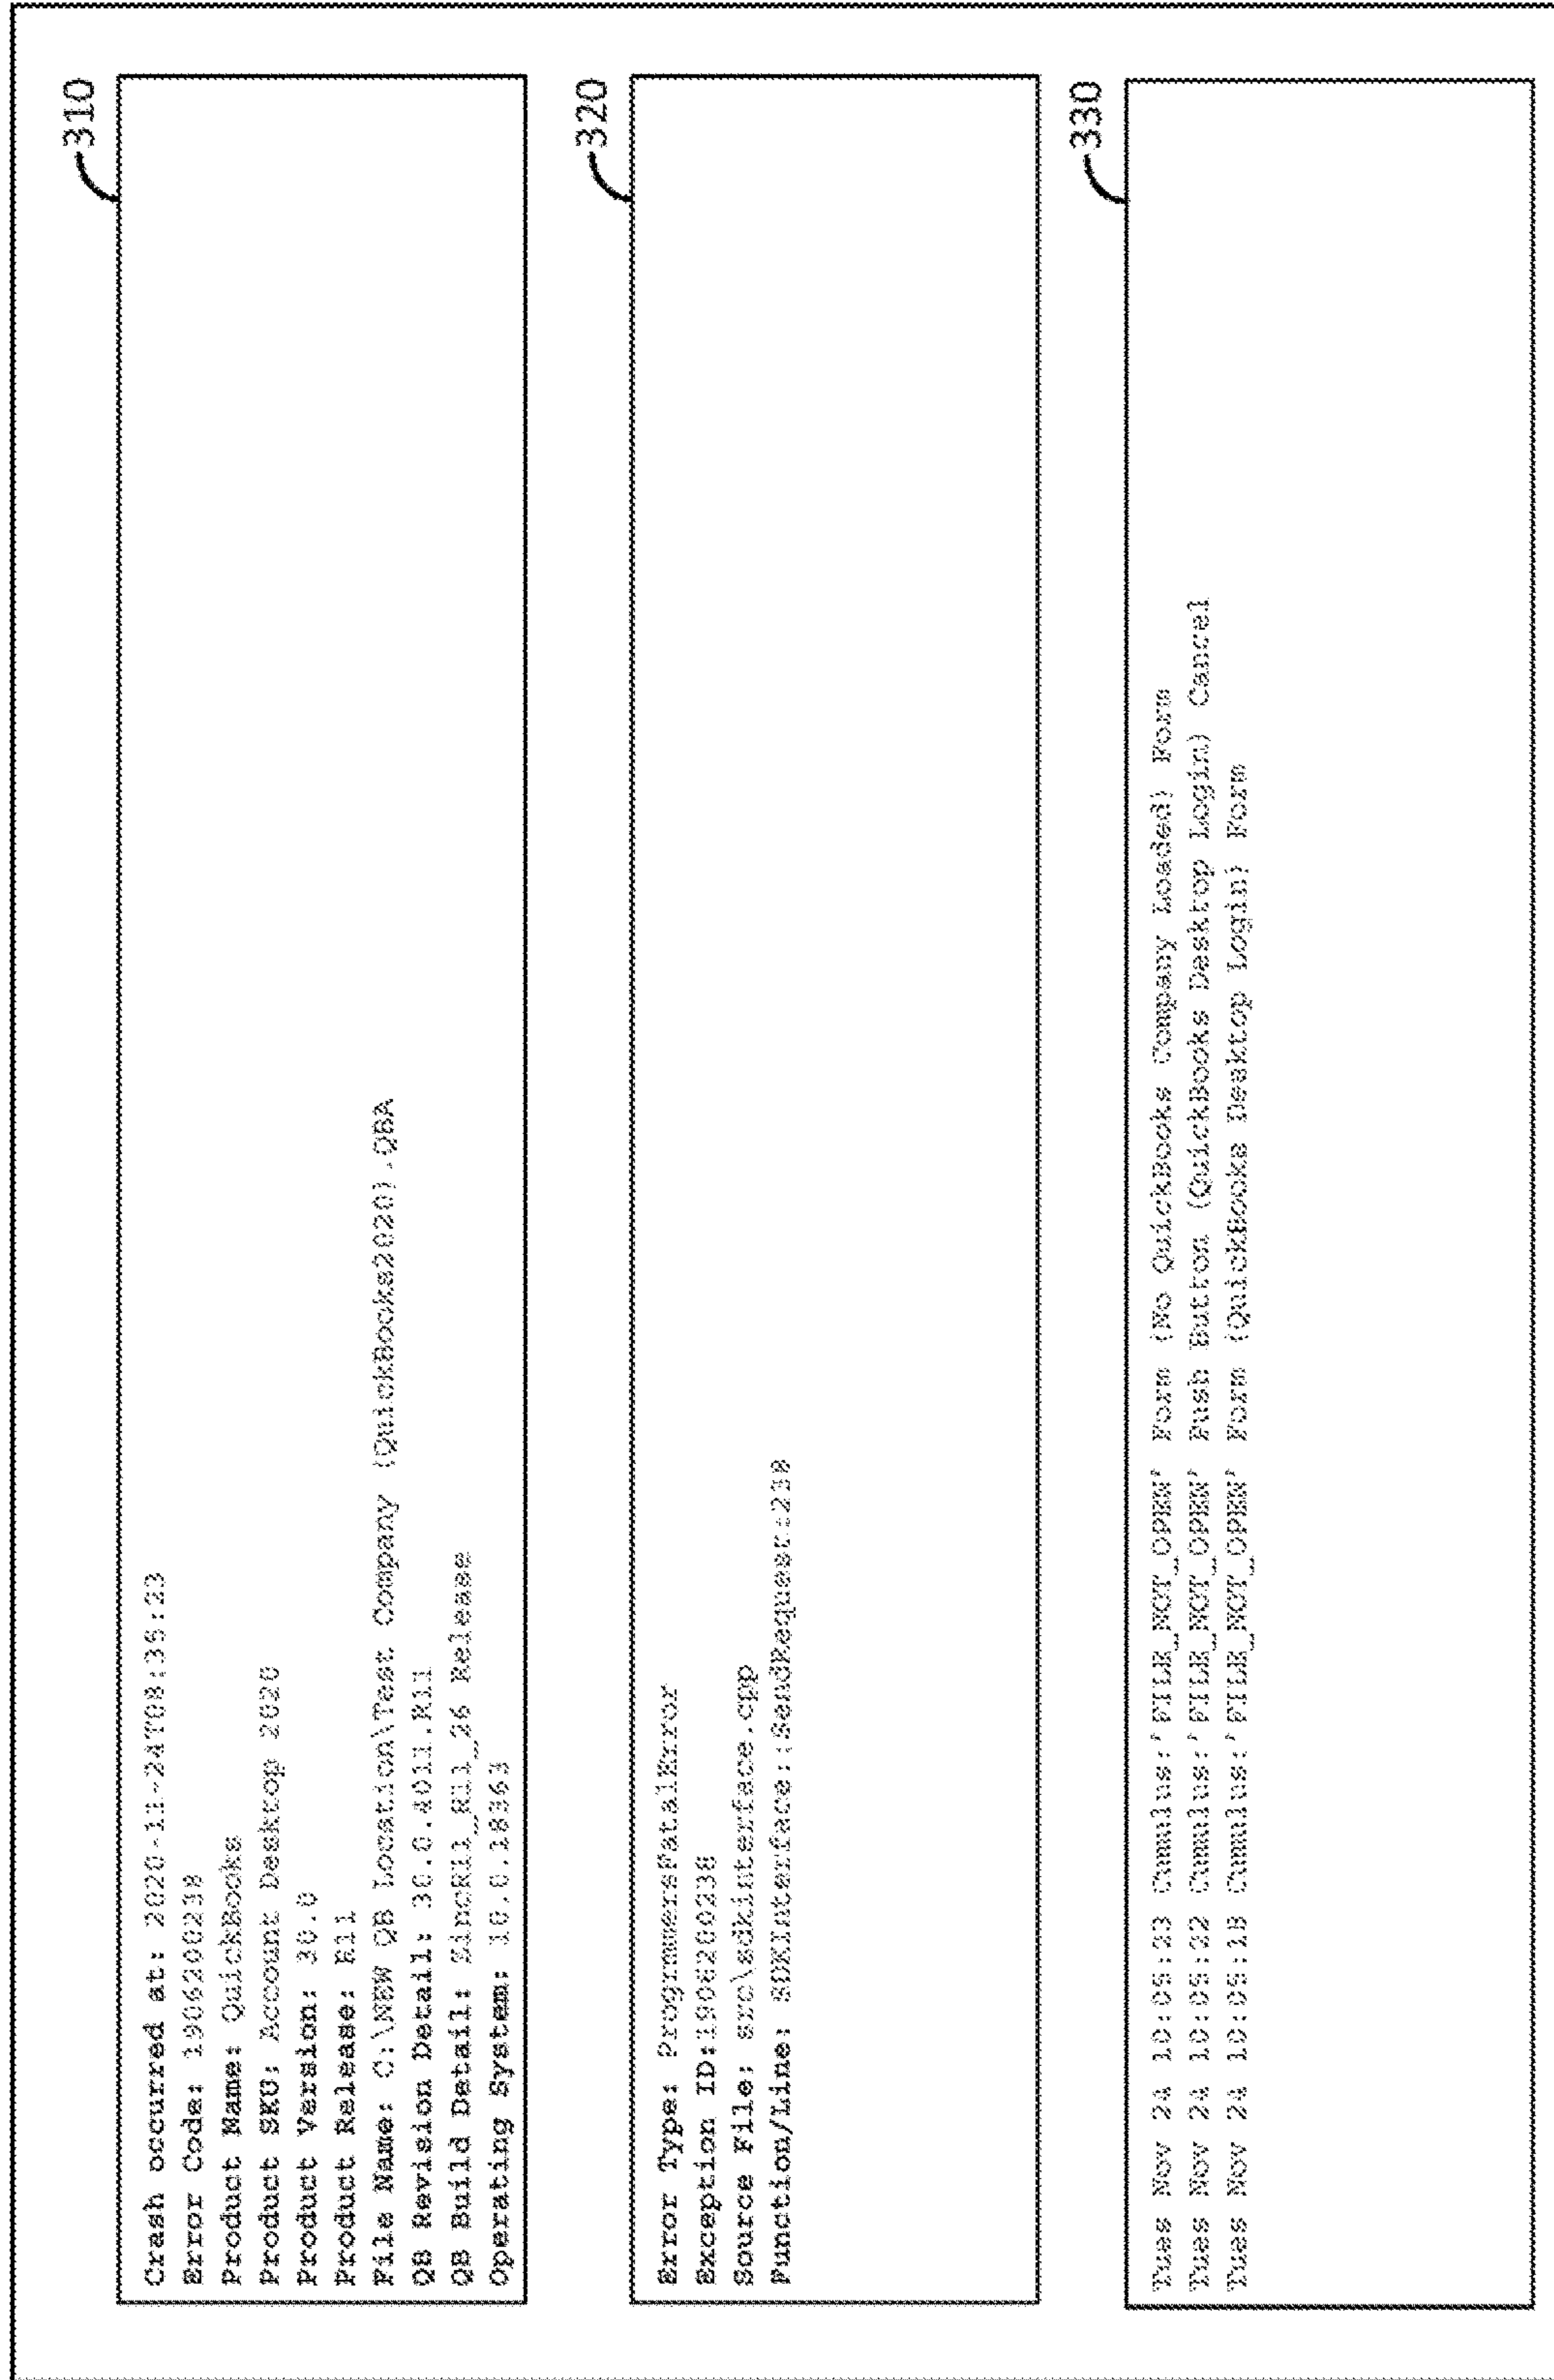 310
Crash occurred at: 2020-11-24T08:35:23
Error Code: 1906200238
Product Name: QuickBooks
Product SKU: Account Desktop 2020
Product Version: 30.0
Product Release: R11
File Name: C:\NEW QB Location\Test Company (QuickBooks2020).QBA
QB Revision Detail: 30.0.4011.R11
QB Build Detail: ZincR11_R11_26 Release
Operating System: 10.0.18363
320
Error Type: ProgrmmersFatalError
Exception ID:1906200238
Source File: src\sdkinterface.cpp
Function/Line: SDKInterface::SendRequest:238
330
Tues Nov 24 10:05:23 Cumulus:'FILE_NOT_OPEN' Form (No QuickBooks Company Loaded) Form
Tues Nov 24 10:05:22 Cumulus:'FILE_NOT_OPEN' Push Button (QuickBooks Desktop Login) Cancel
Tues Nov 24 10:05:18 Cumulus:'FILE_NOT_OPEN' Form (QuickBooks Desktop Login) Form